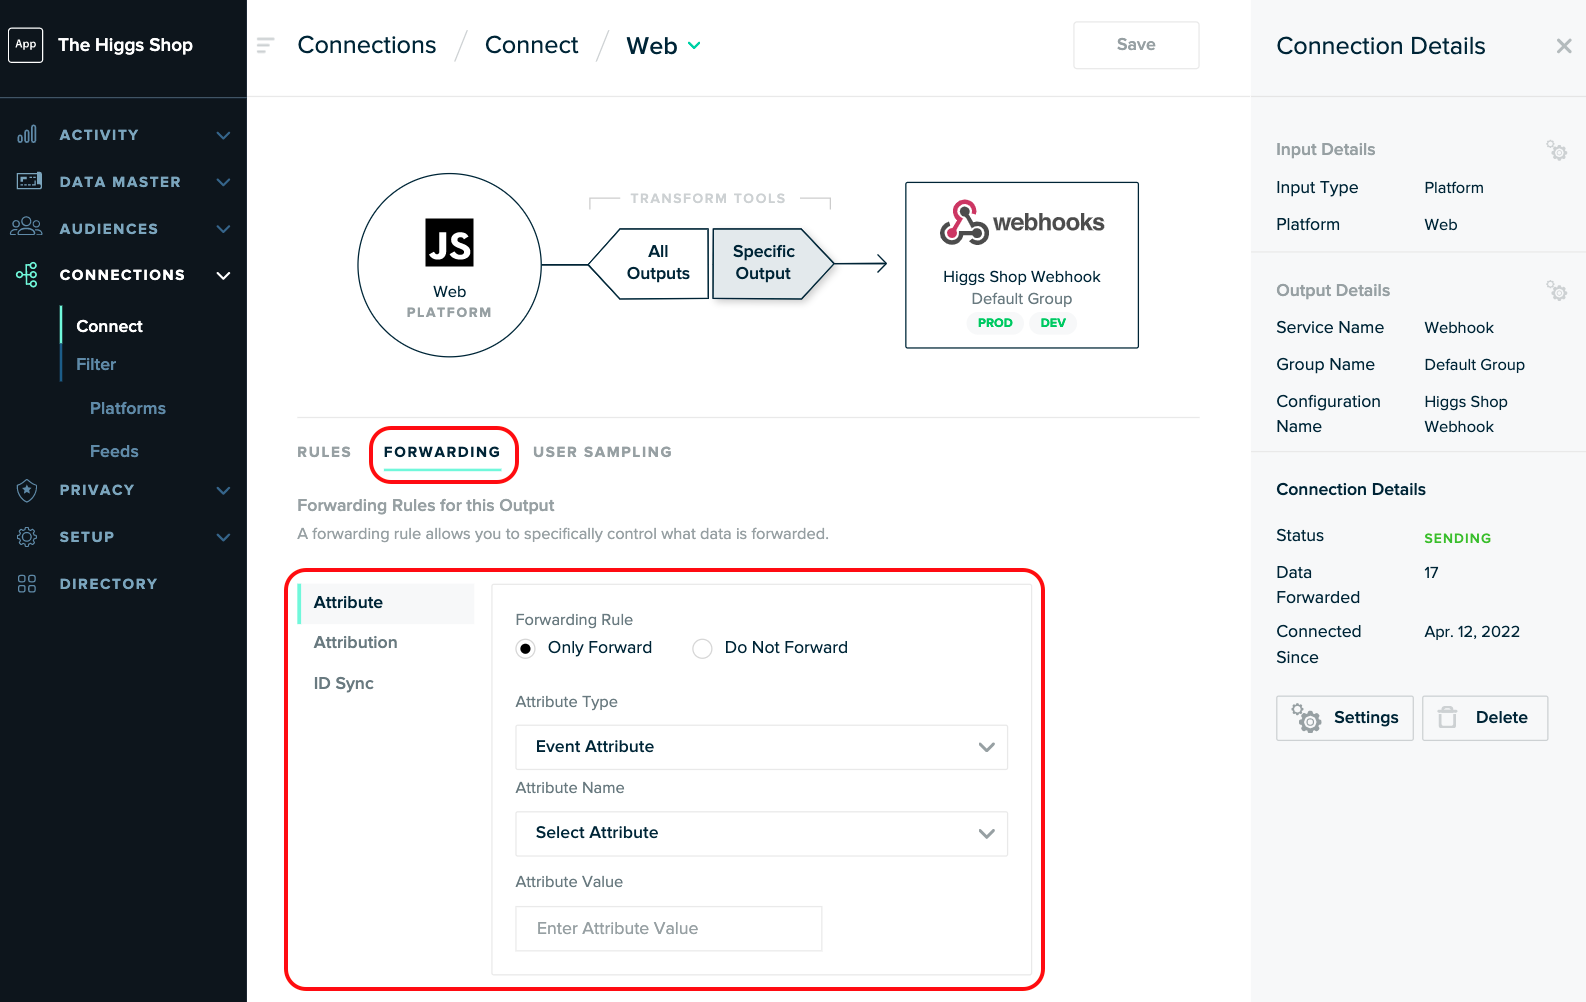 App
The Higgs Shop
ACTIVITY
DATA MASTER
AUDIENCES
CONNECTIONS
Connect
Filter
Platforms
Feeds
PRIVACY
SETUP
DIRECTORY
Connections / Connect / Web
Save
JS
Web
PLATFORM
TRANSFORM TOOLS
All
Outputs
Specific
Output
webhooks
Higgs Shop Webhook
Default Group
PROD DEV
RULES FORWARDING USER SAMPLING
Forwarding Rules for this Output
A forwarding rule allows you to specifically control what data is forwarded.
Attribute
Attribution
ID Sync
Forwarding Rule
Only Forward Do Not Forward
Attribute Type
Event Attribute
Attribute Name
Select Attribute
Attribute Value
Enter Attribute Value
Connection Details
Input Details
Input Type Platform
Platform Web
Output Details
Service Name Webhook
Group Name Default Group
Configuration Higgs Shop
Name Webhook
Connection Details
Status SENDING
Data 17
Forwarded
Connected Apr. 12, 2022
Since
Settings Delete